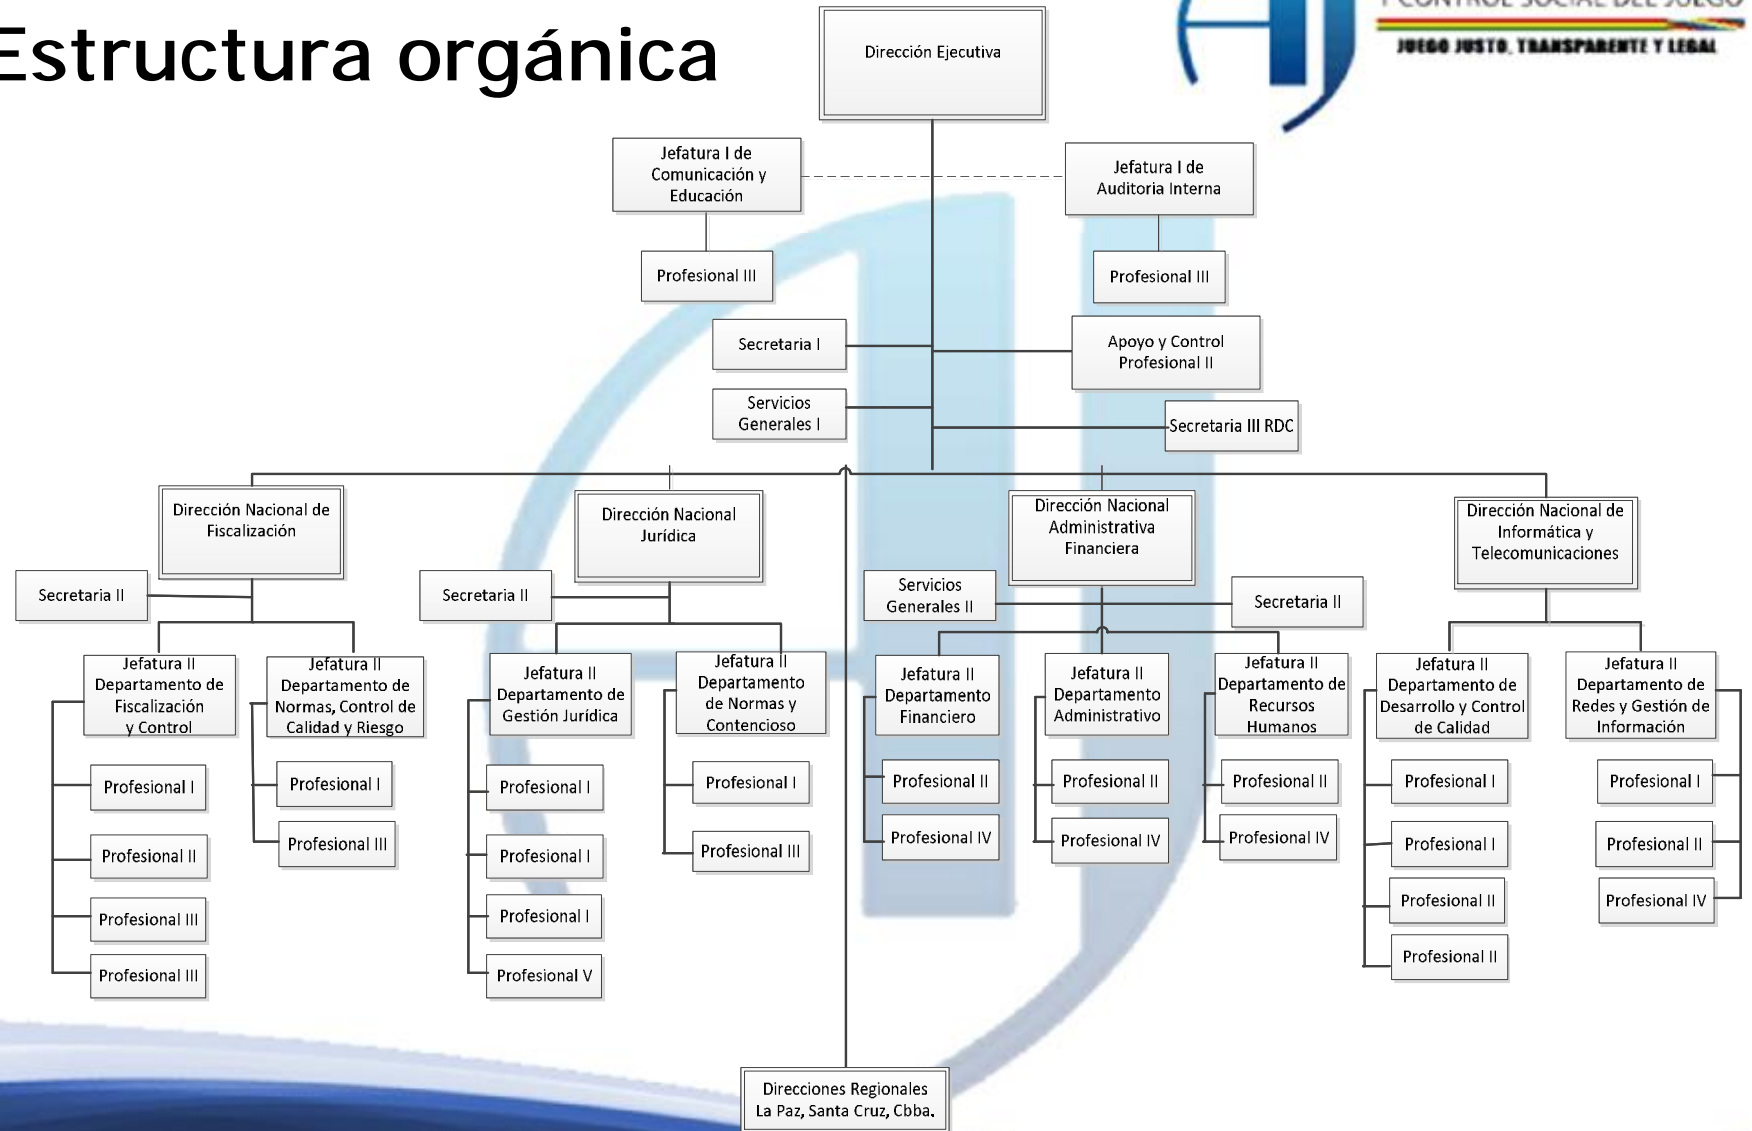 Estructura orgánica
Y CONTROL SOCIAL DEL JUEGO
JUEGO JUSTO, TRANSPARENTE Y LEGAL
Dirección Ejecutiva
Jefatura I de
Comunicación y
Educación
Jefatura I de
Auditoria Interna
Profesional III
Profesional III
Secretaria I
Apoyo y Control
Profesional II
Servicios
Generales I
Secretaria III RDC
Dirección Nacional de
Fiscalización
Dirección Nacional
Jurídica
Dirección Nacional
Administrativa
Financiera
Dirección Nacional de
Informática y
Telecomunicaciones
Secretaria II
Secretaria II
Servicios
Generales II
Secretaria II
Jefatura II
Departamento de
Fiscalización
y Control
Jefatura II
Departamento de
Normas, Control de
Calidad y Riesgo
Jefatura II
Departamento de
Gestión Jurídica
Jefatura II
Departamento
de Normas y
Contencioso
Jefatura II
Departamento
Financiero
Jefatura II
Departamento
Administrativo
Jefatura II
Departamento de
Recursos
Humanos
Jefatura II
Departamento de
Desarrollo y Control
de Calidad
Jefatura II
Departamento de
Redes y Gestión de
Información
Profesional I
Profesional II
Profesional III
Profesional III
Profesional I
Profesional III
Profesional I
Profesional I
Profesional I
Profesional V
Profesional I
Profesional III
Profesional II
Profesional IV
Profesional II
Profesional IV
Profesional II
Profesional IV
Profesional I
Profesional I
Profesional II
Profesional II
Profesional I
Profesional II
Profesional IV
Direcciones Regionales
La Paz, Santa Cruz, Cbba.